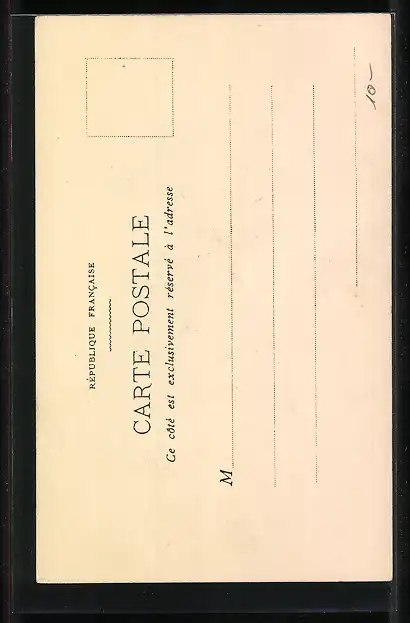 RÉPUBLIQUE FRANÇAISE
CARTE POSTALE
Ce côté est exclusivement réservé à l'adresse
M
10-